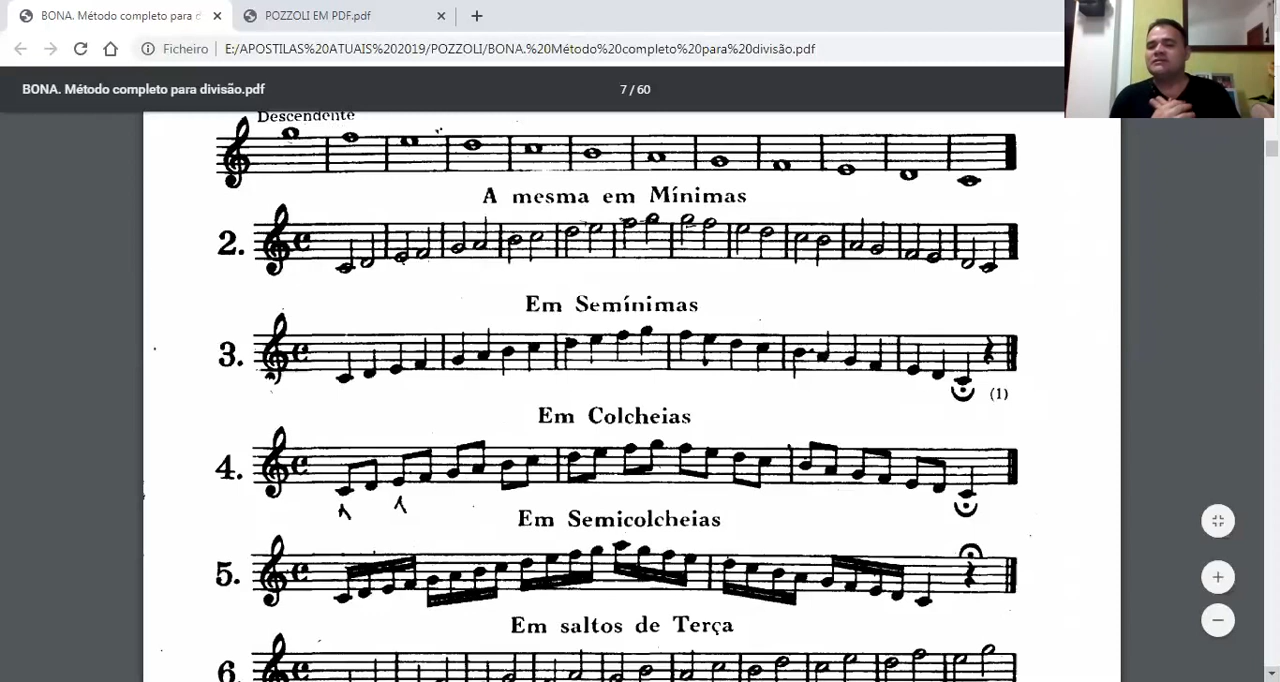 BONA. Método completo para d
POZZOLI EM PDF.pdf
Ficheiro
E:/APOSTILAS%20ATUAIS%202019/POZZOLI/BONA.%20Método%20completo%20para%20divisão.pdf
BONA. Método completo para divisão.pdf
7 / 60
Descendente
A mesma em Mínimas
2.
Em Semínimas
3.
(1)
Em Colcheias
4.
Em Semicolcheias
5.
Em saltos de Terça
6.